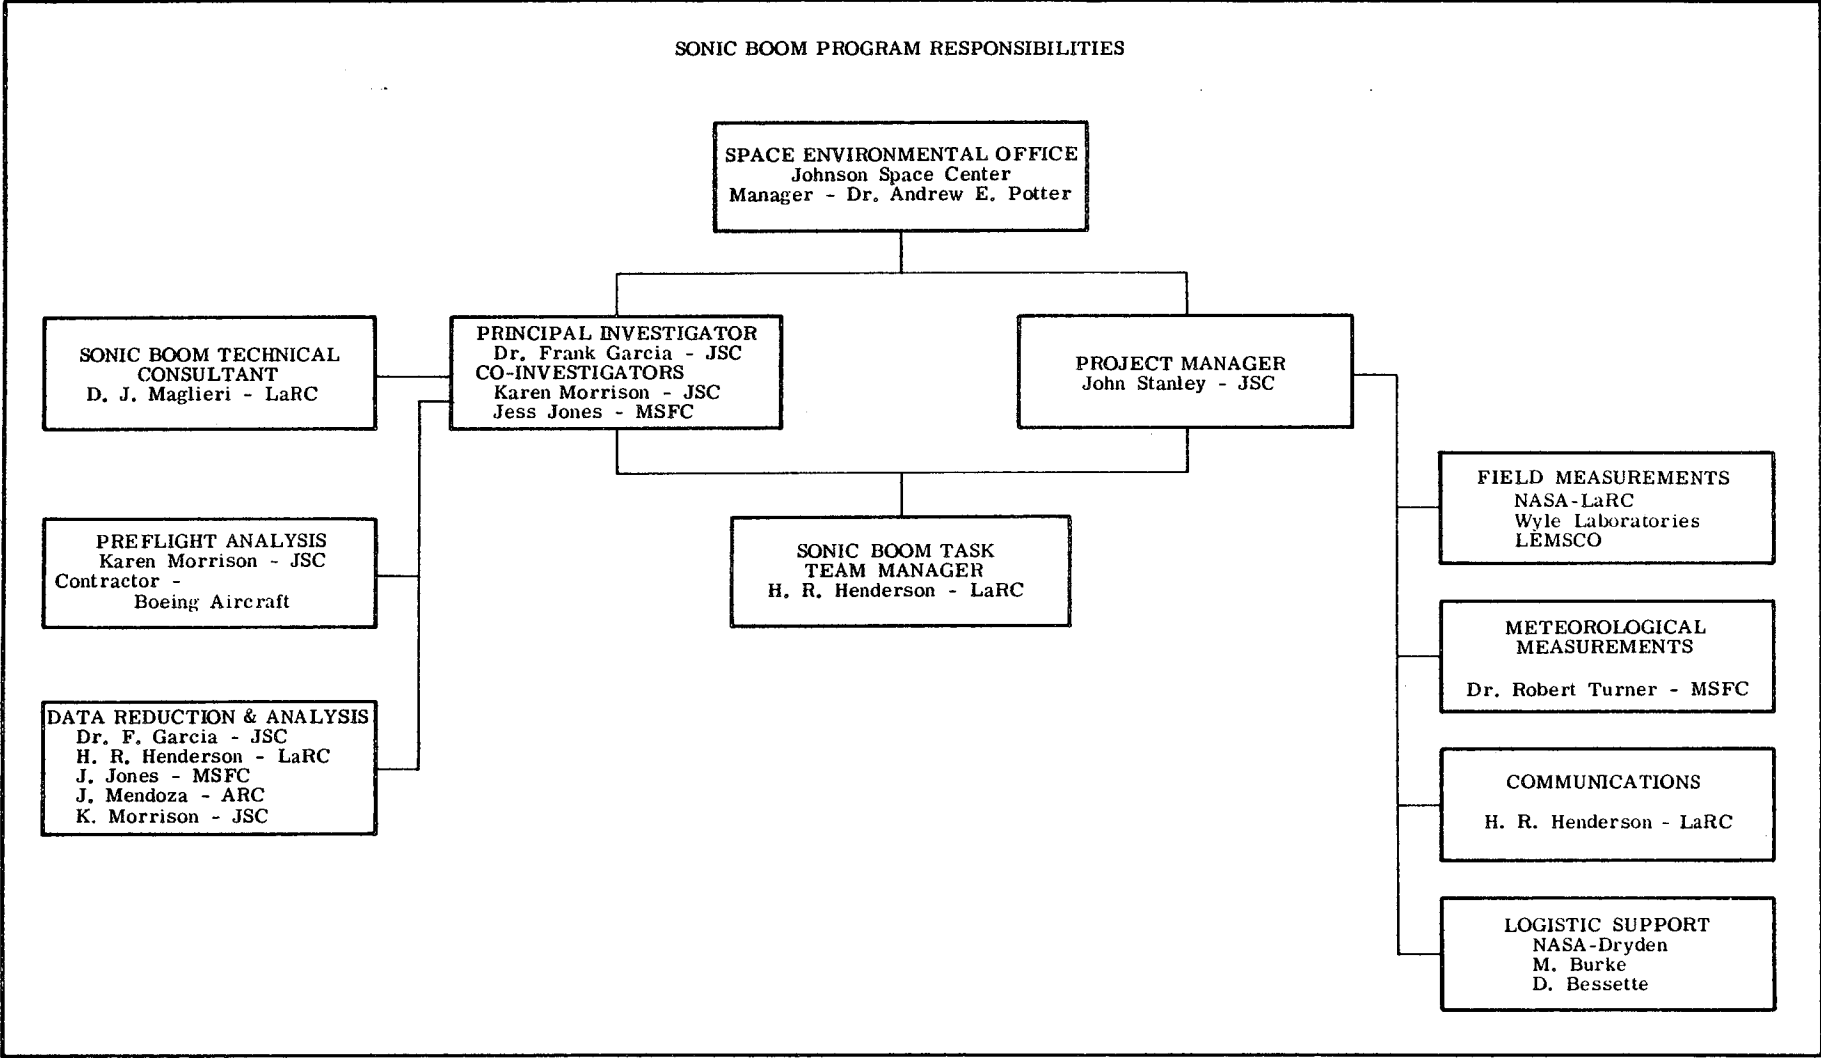 SONIC BOOM PROGRAM RESPONSIBILITIES
SPACE ENVIRONMENTAL OFFICE
Johnson Space Center
Manager - Dr. Andrew E. Potter
SONIC BOOM TECHNICAL
CONSULTANT
D. J. Maglieri - LaRC
PRINCIPAL INVESTIGATOR
Dr. Frank Garcia - JSC
CO-INVESTIGATORS
Karen Morrison - JSC
Jess Jones - MSFC
PROJECT MANAGER
John Stanley - JSC
PREFLIGHT ANALYSIS
Karen Morrison - JSC
Contractor -
Boeing Aircraft
SONIC BOOM TASK
TEAM MANAGER
H. R. Henderson - LaRC
FIELD MEASUREMENTS
NASA-LaRC
Wyle Laboratories
LEMSCO
METEOROLOGICAL
MEASUREMENTS
Dr. Robert Turner - MSFC
DATA REDUCTION & ANALYSIS
Dr. F. Garcia - JSC
H. R. Henderson - LaRC
J. Jones - MSFC
J. Mendoza - ARC
K. Morrison - JSC
COMMUNICATIONS
H. R. Henderson - LaRC
LOGISTIC SUPPORT
NASA-Dryden
M. Burke
D. Bessette